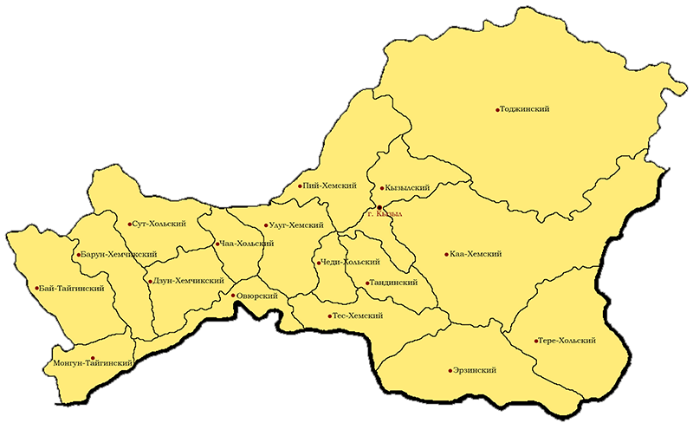 Тоджинский
Пий-Хемский
Кызылский
г. Кызыл
Сут-Хольский
Улуг-Хемский
Чаа-Хольский
Барун-Хемчикский
Каа-Хемский
Чеди-Хольский
Дзун-Хемчикский
Тандинский
Бай-Тайгинский
Овюрский
Тес-Хемский
Тере-Хольский
Монгун-Тайгинский
Эрзинский